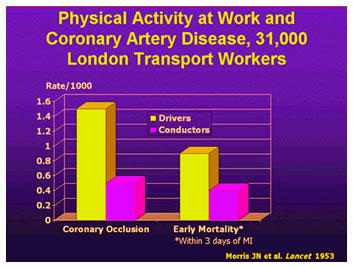 Physical Activity at Work and
Coronary Artery Disease, 31,000
London Transport Workers
Rate/1000
1.6
1.4
1.2
1
0.8
0.6
0.4
0.2
0
Drivers
Conductors
Coronary Occlusion
Early Mortality*
*Within 3 days of MI
Morris JN et al. Lancet 1953